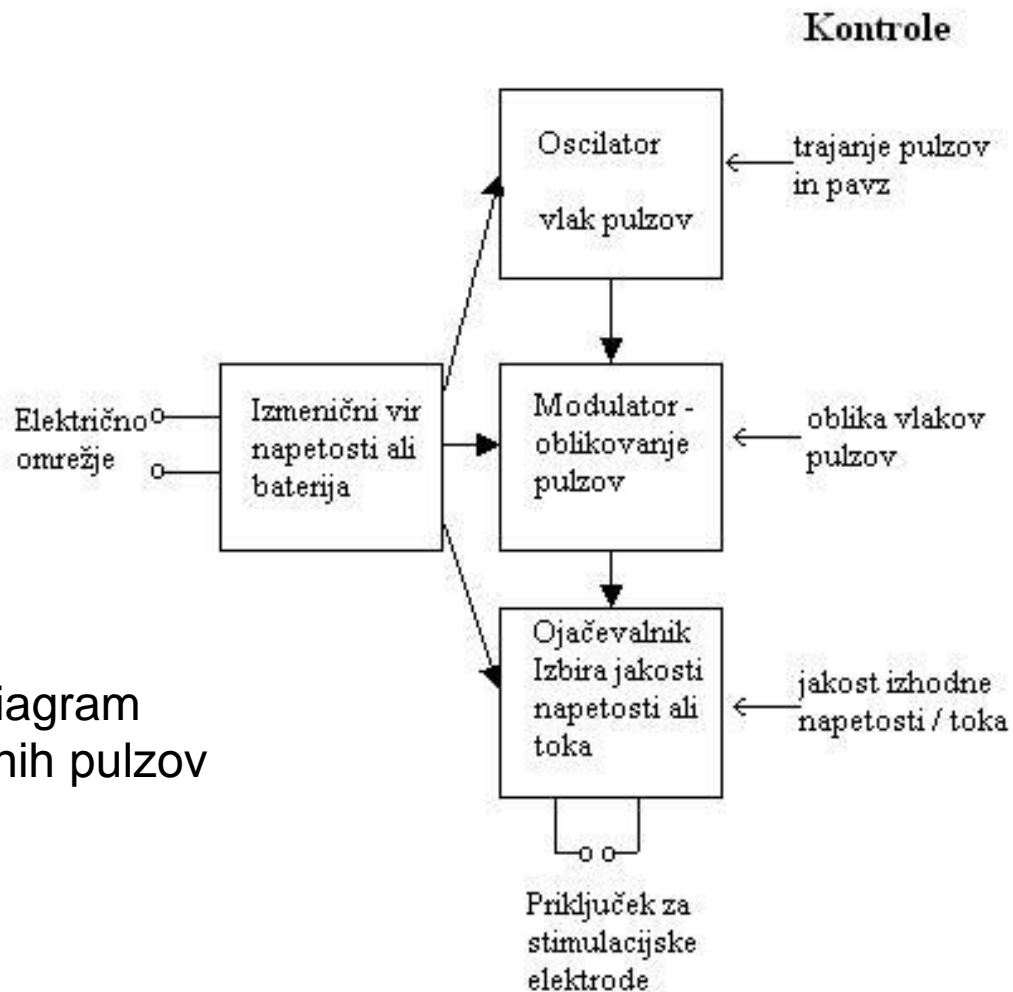 Kontrole
Oscilator
vlak pulzov
trajanje pulzov
in pavz
Električno
omrežje
Izmenični vir
napetosti ali
baterija
Modulator -
oblikovanje
pulzov
oblika vlakov
pulzov
Ojačevalnik
Izbira jakosti
napetosti ali
toka
jakost izhodne
napetosti / toka
iagram
nih pulzov
Priključek za
stimulacijske
elektrode